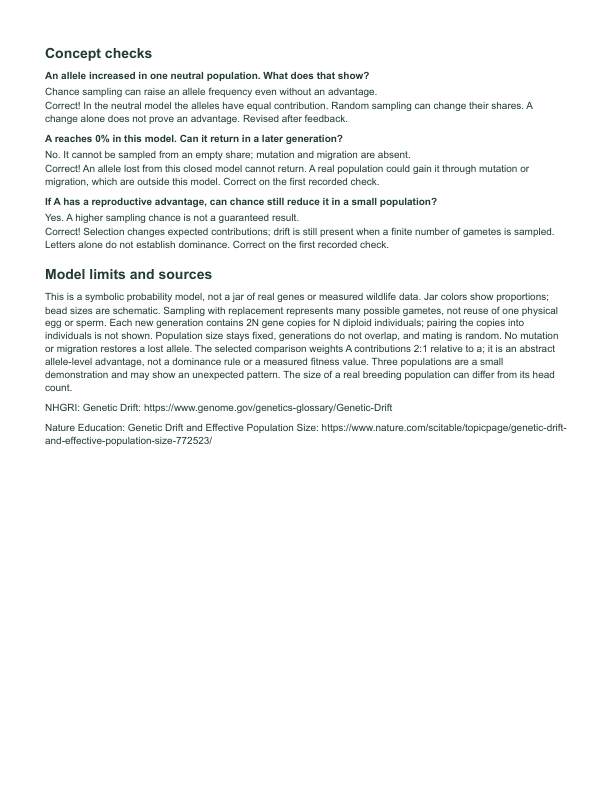 Concept checks
An allele increased in one neutral population. What does that show?
Chance sampling can raise an allele frequency even without an advantage.
Correct! In the neutral model the alleles have equal contribution. Random sampling can change their shares. A
change alone does not prove an advantage. Revised after feedback.
A reaches 0% in this model. Can it return in a later generation?
No. It cannot be sampled from an empty share; mutation and migration are absent.
Correct! An allele lost from this closed model cannot return. A real population could gain it through mutation or
migration, which are outside this model. Correct on the first recorded check.
If A has a reproductive advantage, can chance still reduce it in a small population?
Yes. A higher sampling chance is not a guaranteed result.
Correct! Selection changes expected contributions; drift is still present when a finite number of gametes is sampled.
Letters alone do not establish dominance. Correct on the first recorded check.
Model limits and sources
This is a symbolic probability model, not a jar of real genes or measured wildlife data. Jar colors show proportions;
bead sizes are schematic. Sampling with replacement represents many possible gametes, not reuse of one physical
egg or sperm. Each new generation contains 2N gene copies for N diploid individuals; pairing the copies into
individuals is not shown. Population size stays fixed, generations do not overlap, and mating is random. No mutation
or migration restores a lost allele. The selected comparison weights A contributions 2:1 relative to a; it is an abstract
allele-level advantage, not a dominance rule or a measured fitness value. Three populations are a small
demonstration and may show an unexpected pattern. The size of a real breeding population can differ from its head
count.
NHGRI: Genetic Drift: https://www.genome.gov/genetics-glossary/Genetic-Drift
Nature Education: Genetic Drift and Effective Population Size: https://www.nature.com/scitable/topicpage/genetic-drift-
and-effective-population-size-772523/